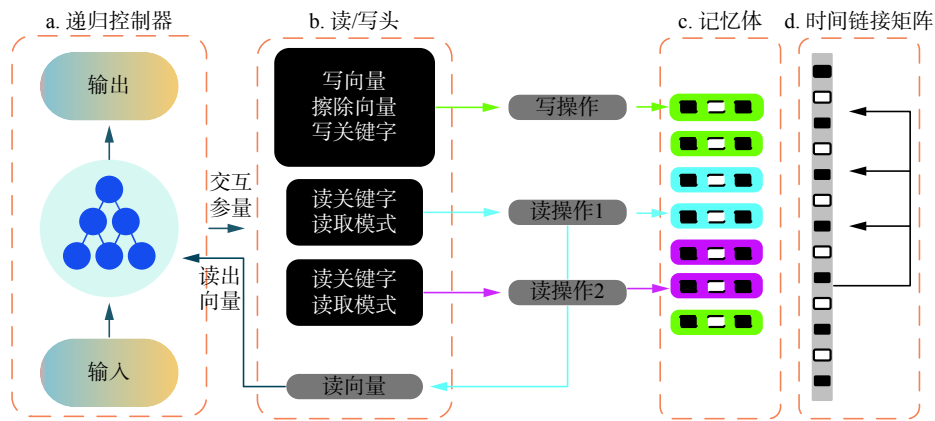 a. 递归控制器
b. 读/写头
c. 记忆体
d. 时间链接矩阵
输出
输入
交互
参量
读出
向量
写向量
擦除向量
写关键字
读关键字
读取模式
读关键字
读取模式
读向量
写操作
读操作1
读操作2